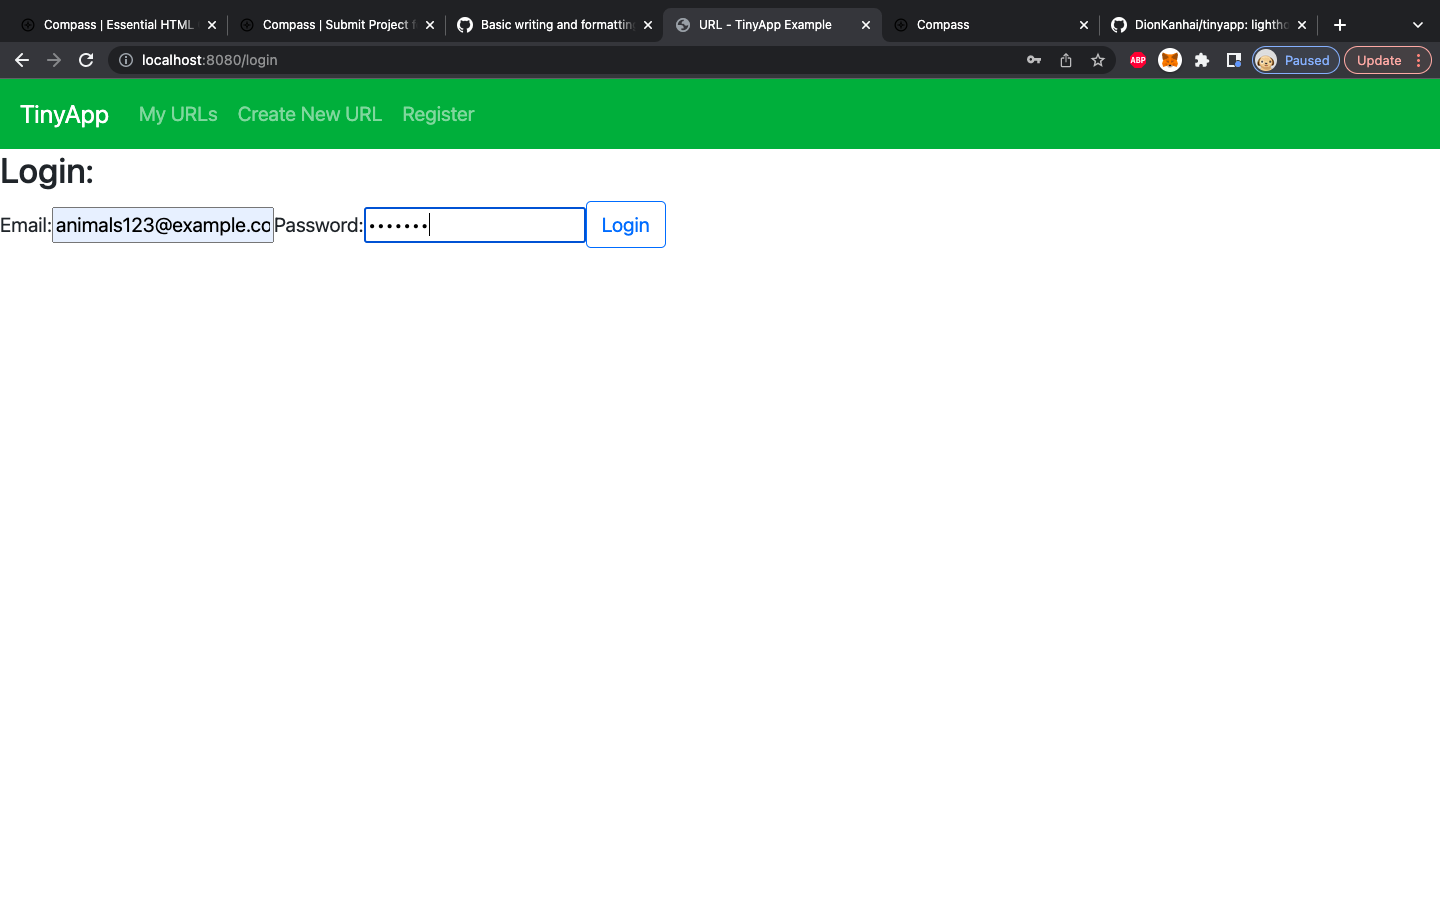 Compass | Essential HTML
Compass | Submit Project f
Basic writing and formatting
URL - TinyApp Example
Compass
DionKanhai/tinyapp: lightho
localhost:8080/login
ABP
Paused
Update
TinyApp
My URLs
Create New URL
Register
Login:
Email: animals123@example.co Password: ••••••• Login